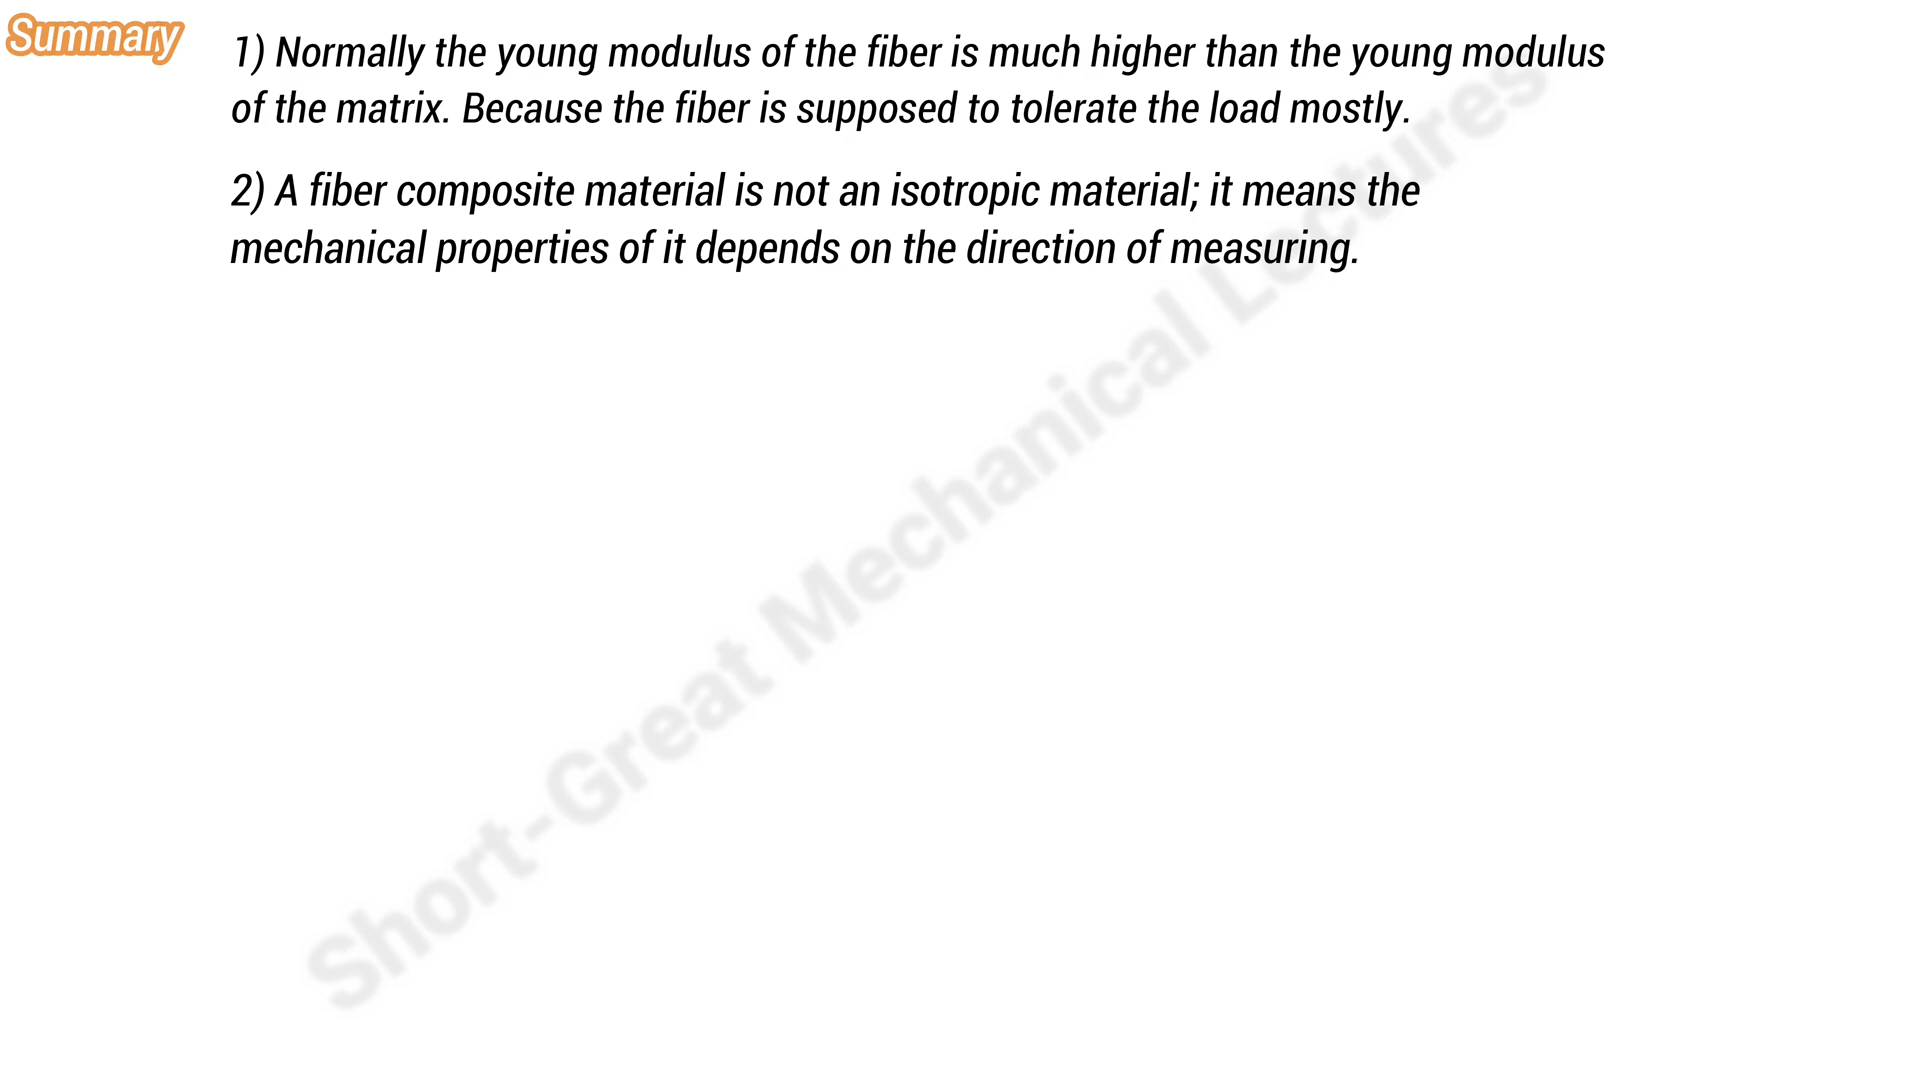 Summary
1) Normally the young modulus of the fiber is much higher than the young modulus
of the matrix. Because the fiber is supposed to tolerate the load mostly.
2) A fiber composite material is not an isotropic material; it means the
mechanical properties of it depends on the direction of measuring.
Short-Great Mechanical Lectures